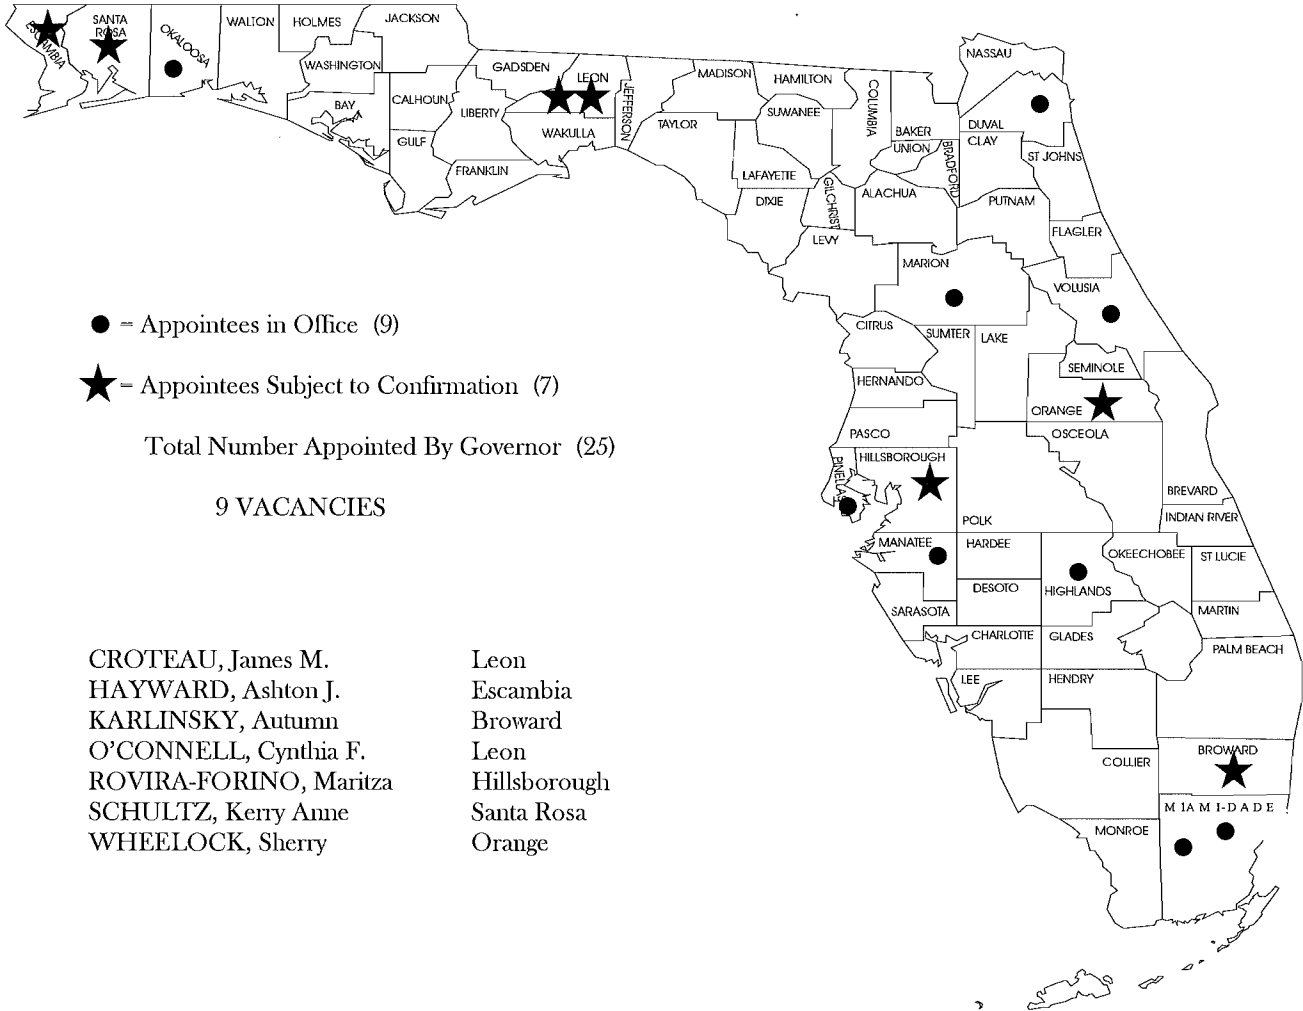 SANTA
ROSA
ESCAMBIA
OKALOOSA
WALTON
HOLMES
JACKSON
WASHINGTON
BAY
CALHOUN
GULF
GADSDEN
LIBERTY
LEON
WAKULLA
FRANKLIN
JEFFERSON
MADISON
TAYLOR
HAMILTON
SUWANEE
LAFAYETTE
DIXIE
COLUMBIA
GILCHRIST
LEVY
BAKER
UNION
BRADFORD
ALACHUA
NASSAU
DUVAL
CLAY
ST JOHNS
PUTNAM
FLAGLER
MARION
VOLUSIA
CITRUS
SUMTER
LAKE
SEMINOLE
HERNANDO
ORANGE
PASCO
OSCEOLA
PINELLAS
HILLSBOROUGH
POLK
BREVARD
INDIAN RIVER
MANATEE
HARDEE
OKEECHOBEE
ST LUCIE
DESOTO
HIGHLANDS
SARASOTA
MARTIN
CHARLOTTE
GLADES
PALM BEACH
LEE
HENDRY
BROWARD
COLLIER
MIAMI-DADE
MONROE
= Appointees in Office (9)
= Appointees Subject to Confirmation (7)
Total Number Appointed By Governor (25)
9 VACANCIES
CROTEAU, James M. Leon
HAYWARD, Ashton J. Escambia
KARLINSKY, Autumn Broward
O'CONNELL, Cynthia F. Leon
ROVIRA-FORINO, Maritza Hillsborough
SCHULTZ, Kerry Anne Santa Rosa
WHEELOCK, Sherry Orange